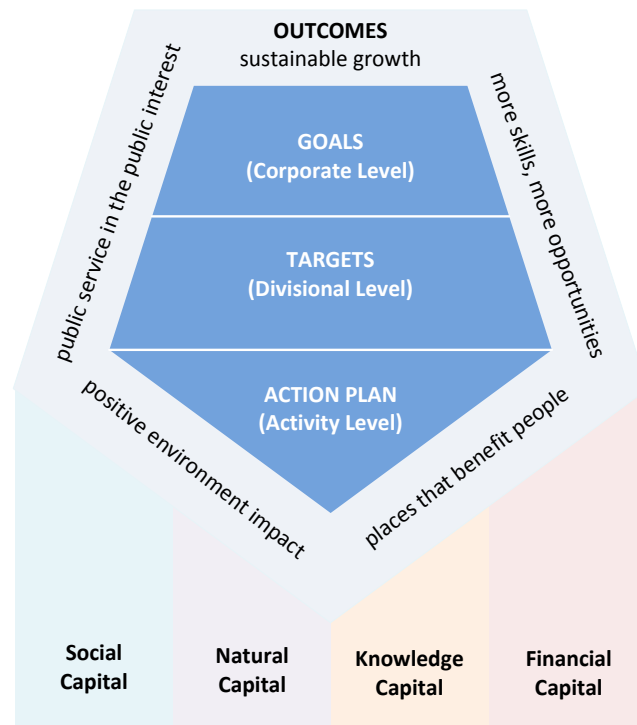 OUTCOMES
sustainable growth
public service in the public interest
more skills, more opportunities
GOALS
(Corporate Level)
TARGETS
(Divisional Level)
ACTION PLAN
(Activity Level)
positive environment impact
places that benefit people
Social
Capital
Natural
Capital
Knowledge
Capital
Financial
Capital